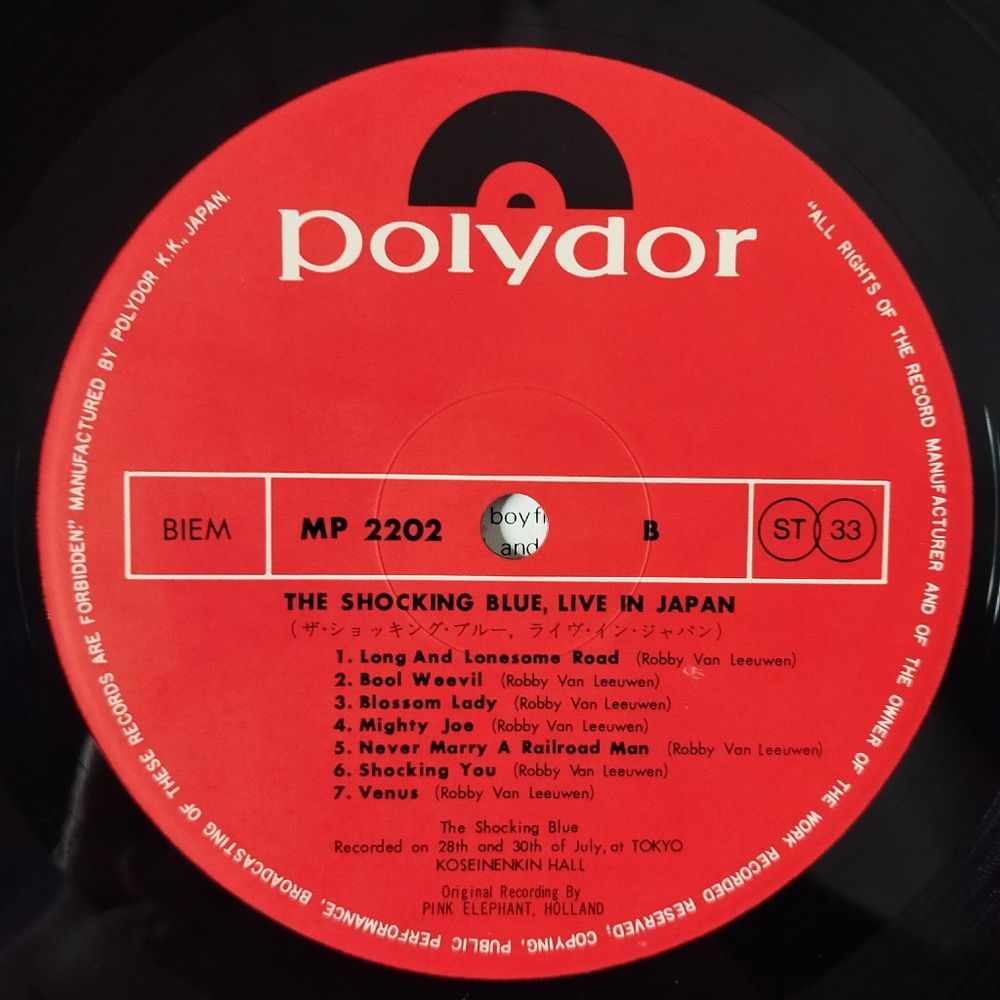 polydor
"ALL RIGHTS OF THE RECORD MANUFACTURER AND OF THE OWNER OF THE WORK RECORDED RESERVED; COPYING, PUBLIC PERFORMANCE, BROADCASTING OF THESE RECORDS ARE FORBIDDEN." MANUFACTURED BY POLYDOR K.K., JAPAN.
BIEM MP 2202 B ST 33
boyf
and
THE SHOCKING BLUE, LIVE IN JAPAN
(ザ・ショッキング・ブルー、ライヴ・イン・ジャパン)
1. Long And Lonesome Road (Robby Van Leeuwen)
2. Bool Weevil (Robby Van Leeuwen)
3. Blossom Lady (Robby Van Leeuwen)
4. Mighty Joe (Robby Van Leeuwen)
5. Never Marry A Railroad Man (Robby Van Leeuwen)
6. Shocking You (Robby Van Leeuwen)
7. Venus (Robby Van Leeuwen)
The Shocking Blue
Recorded on 28th and 30th of July, at TOKYO
KOSEINENKIN HALL
Original Recording By
PINK ELEPHANT, HOLLAND